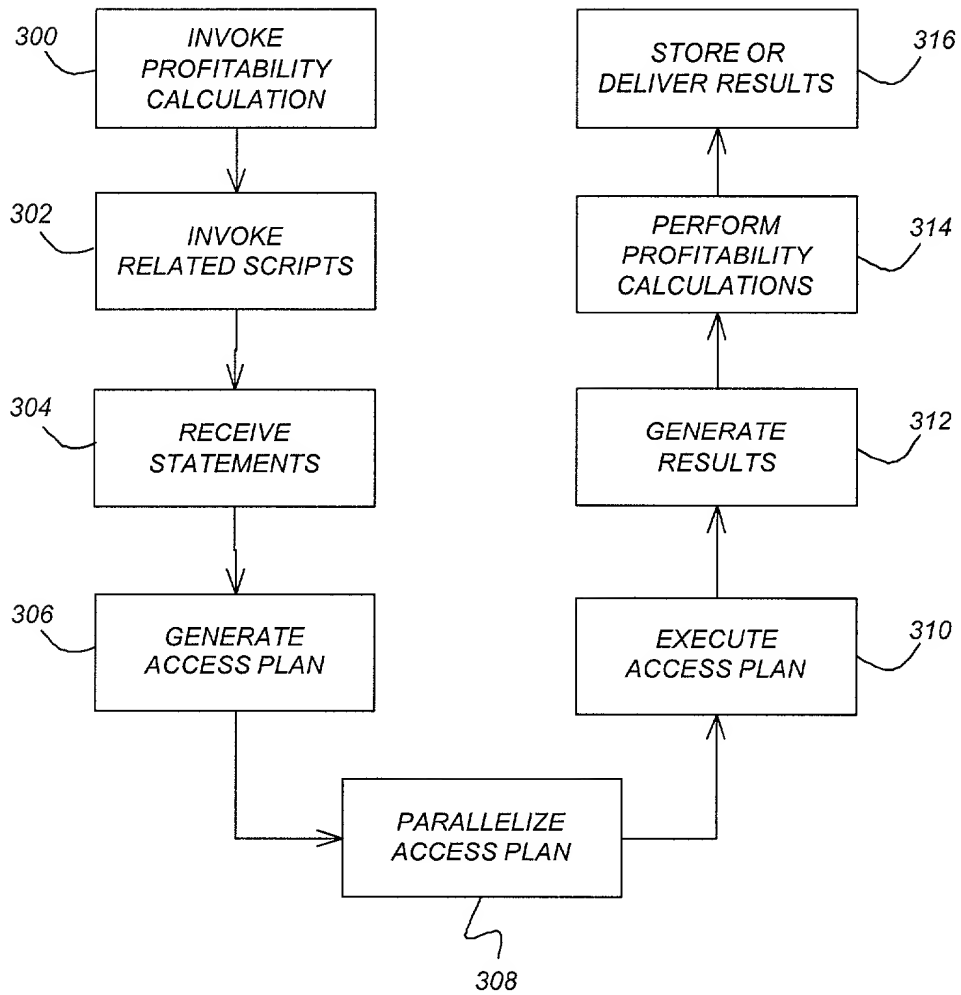 300
INVOKE
PROFITABILITY
CALCULATION
302
INVOKE
RELATED SCRIPTS
304
RECEIVE
STATEMENTS
306
GENERATE
ACCESS PLAN
PARALLELIZE
ACCESS PLAN
308
EXECUTE
ACCESS PLAN
310
GENERATE
RESULTS
312
PERFORM
PROFITABILITY
CALCULATIONS
314
STORE OR
DELIVER RESULTS
316